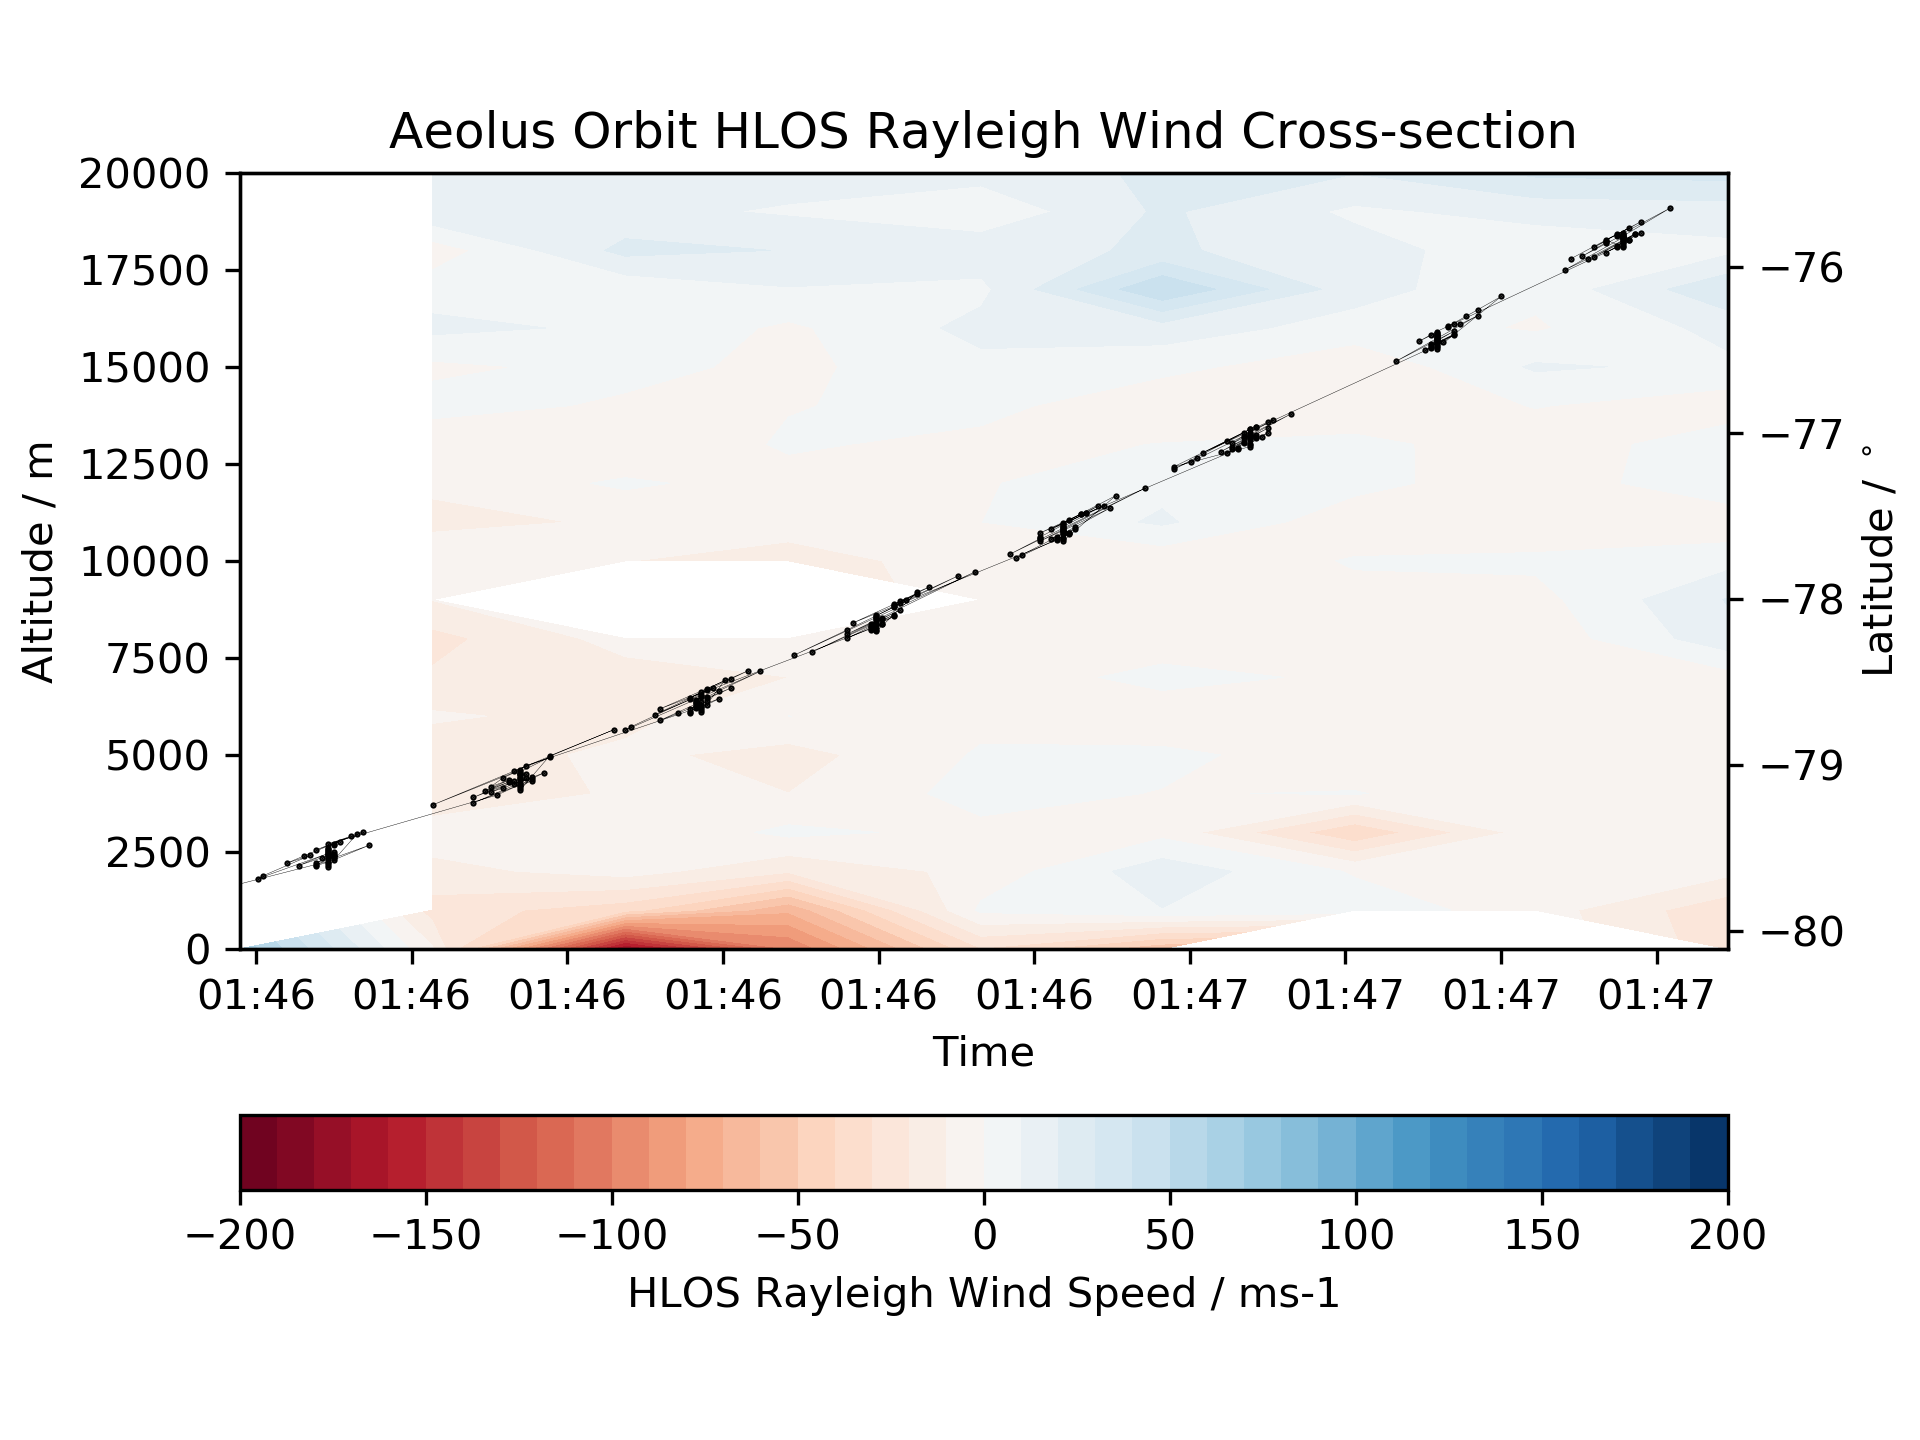 Aeolus Orbit HLOS Rayleigh Wind Cross-section
20000
17500
15000
12500
10000
7500
5000
2500
0
Altitude / m
−76
−77
−78
−79
−80
Latitude / °
01:46 01:46 01:46 01:46 01:46 01:46 01:47 01:47 01:47 01:47
Time
−200 −150 −100 −50 0 50 100 150 200
HLOS Rayleigh Wind Speed / ms-1